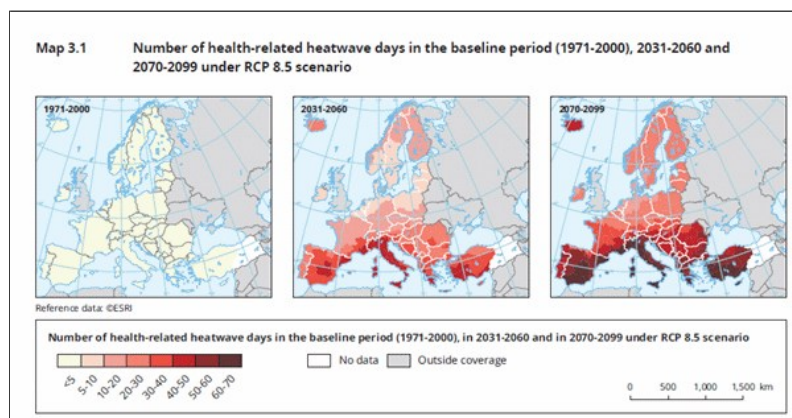 Map 3.1 Number of health-related heatwave days in the baseline period (1971-2000), 2031-2060 and
2070-2099 under RCP 8.5 scenario
1971-2000 2031-2060 2070-2099
Reference data: ©ESRI
Number of health-related heatwave days in the baseline period (1971-2000), in 2031-2060 and in 2070-2099 under RCP 8.5 scenario
No data Outside coverage
<5 5-10 10-20 20-30 30-40 40-50 50-60 60-70
0 500 1,000 1,500 km